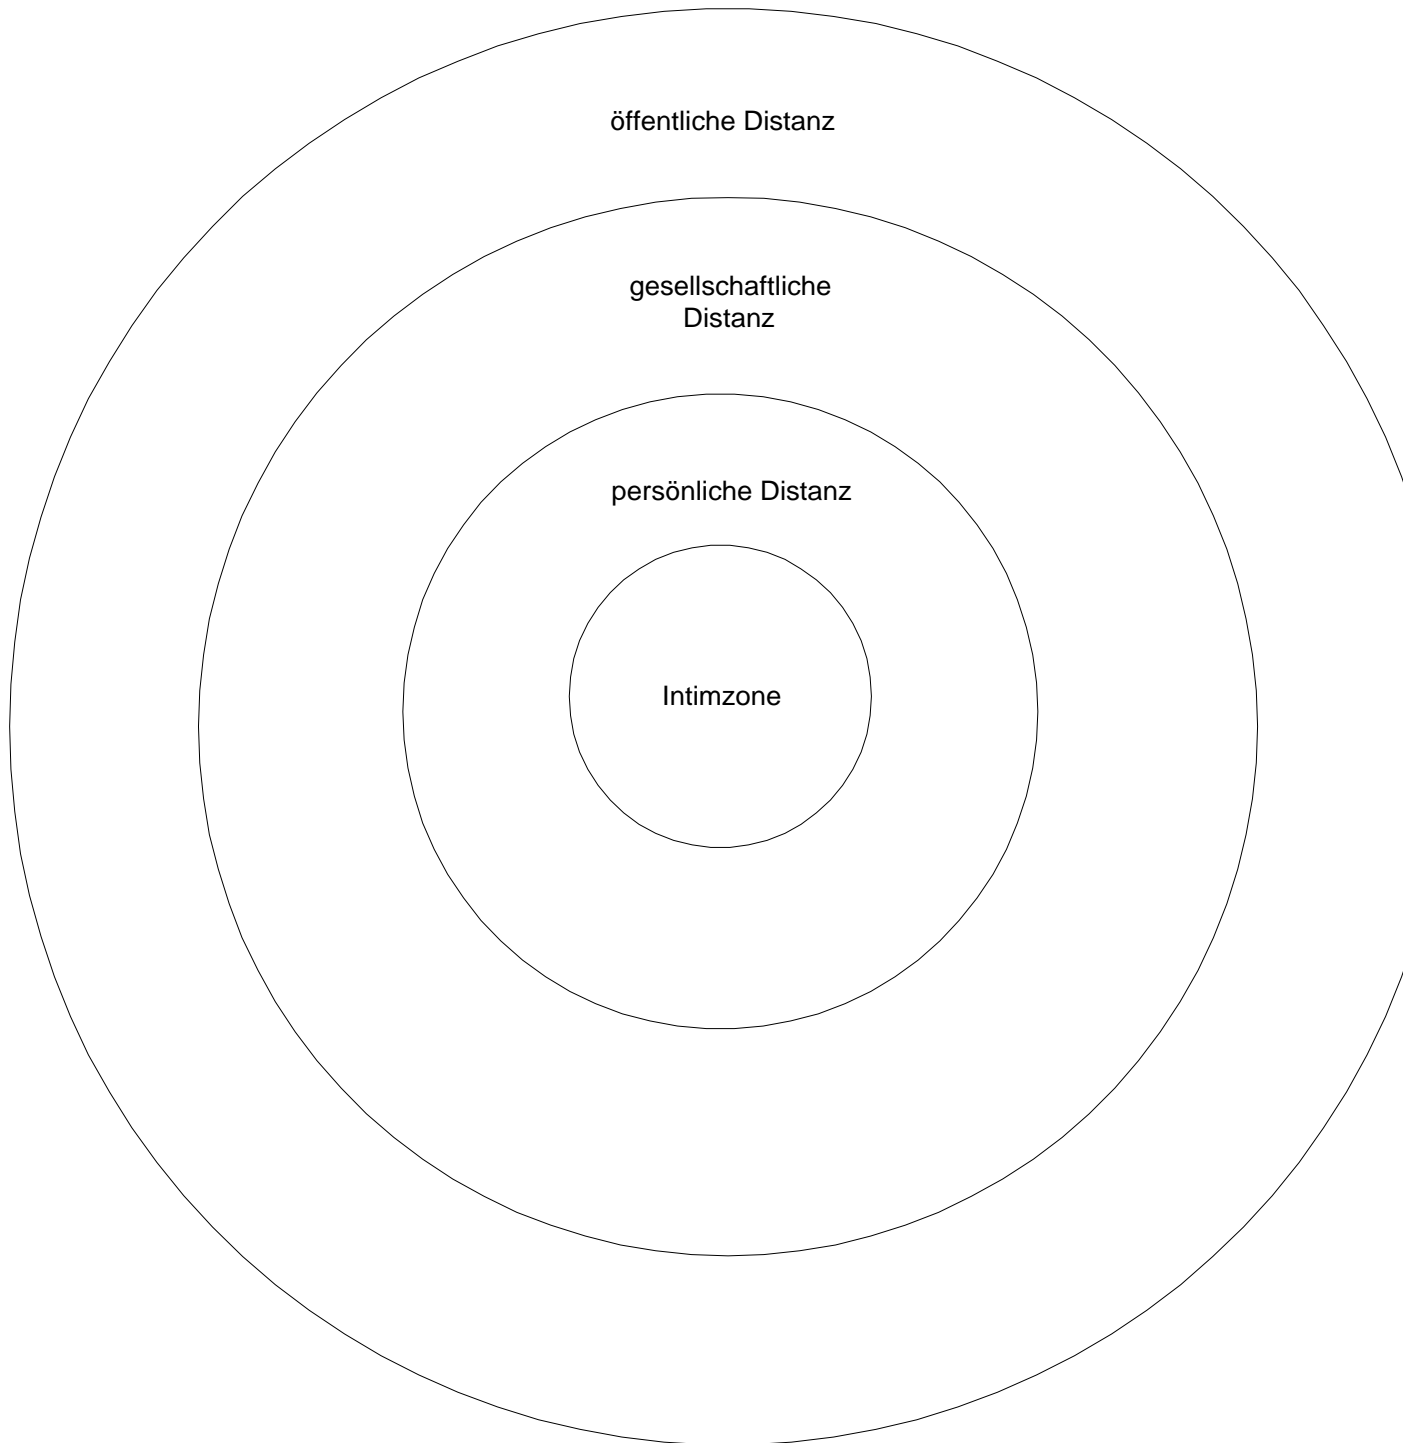 öffentliche Distanz
gesellschaftliche
Distanz
persönliche Distanz
Intimzone